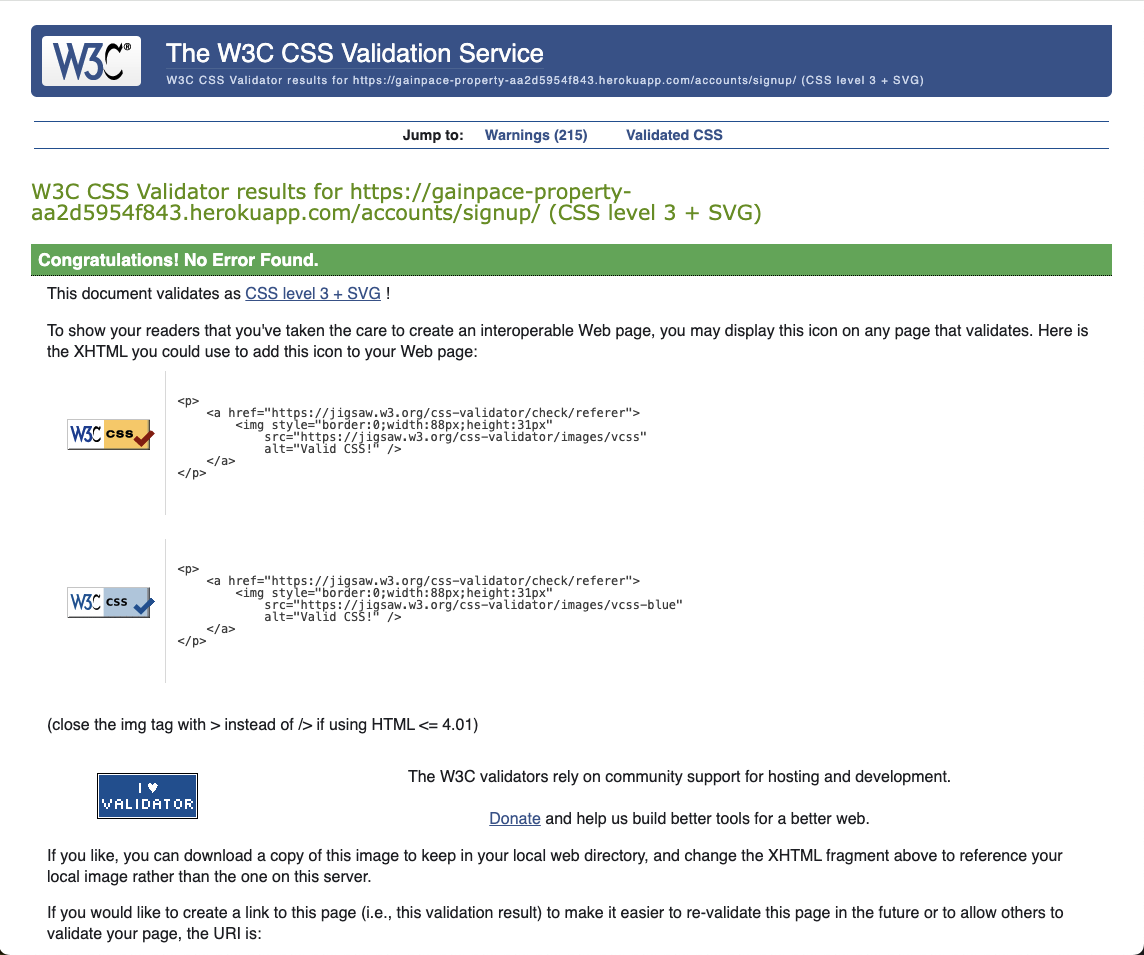 W3C®
The W3C CSS Validation Service
W3C CSS Validator results for https://gainpace-property-aa2d5954f843.herokuapp.com/accounts/signup/ (CSS level 3 + SVG)
Jump to: Warnings (215) Validated CSS
W3C CSS Validator results for https://gainpace-property-
aa2d5954f843.herokuapp.com/accounts/signup/ (CSS level 3 + SVG)
Congratulations! No Error Found.
This document validates as CSS level 3 + SVG !
To show your readers that you've taken the care to create an interoperable Web page, you may display this icon on any page that validates. Here is
the XHTML you could use to add this icon to your Web page:
W3C css
<p>
<a href="https://jigsaw.w3.org/css-validator/check/referer">
<img style="border:0;width:88px;height:31px"
src="https://jigsaw.w3.org/css-validator/images/vcss"
alt="Valid CSS!" />
</a>
</p>
W3C css
<p>
<a href="https://jigsaw.w3.org/css-validator/check/referer">
<img style="border:0;width:88px;height:31px"
src="https://jigsaw.w3.org/css-validator/images/vcss-blue"
alt="Valid CSS!" />
</a>
</p>
(close the img tag with > instead of /> if using HTML <= 4.01)
I ♥
VALIDATOR
The W3C validators rely on community support for hosting and development.
Donate and help us build better tools for a better web.
If you like, you can download a copy of this image to keep in your local web directory, and change the XHTML fragment above to reference your
local image rather than the one on this server.
If you would like to create a link to this page (i.e., this validation result) to make it easier to re-validate this page in the future or to allow others to
validate your page, the URI is: